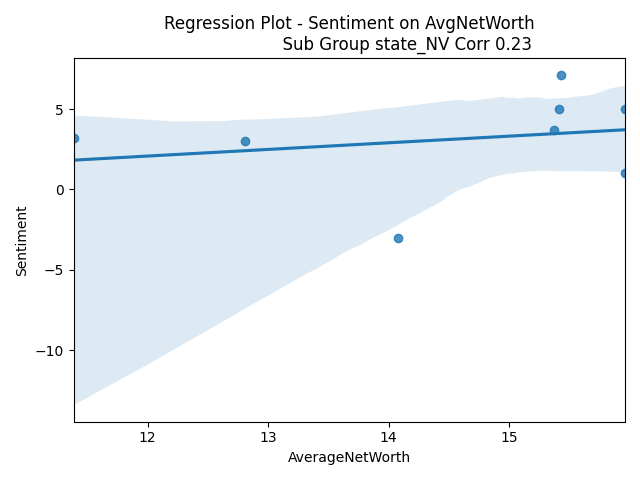 Regression Plot - Sentiment on AvgNetWorth
Sub Group state_NV Corr 0.23
5
0
−5
−10
Sentiment
12 13 14 15
AverageNetWorth